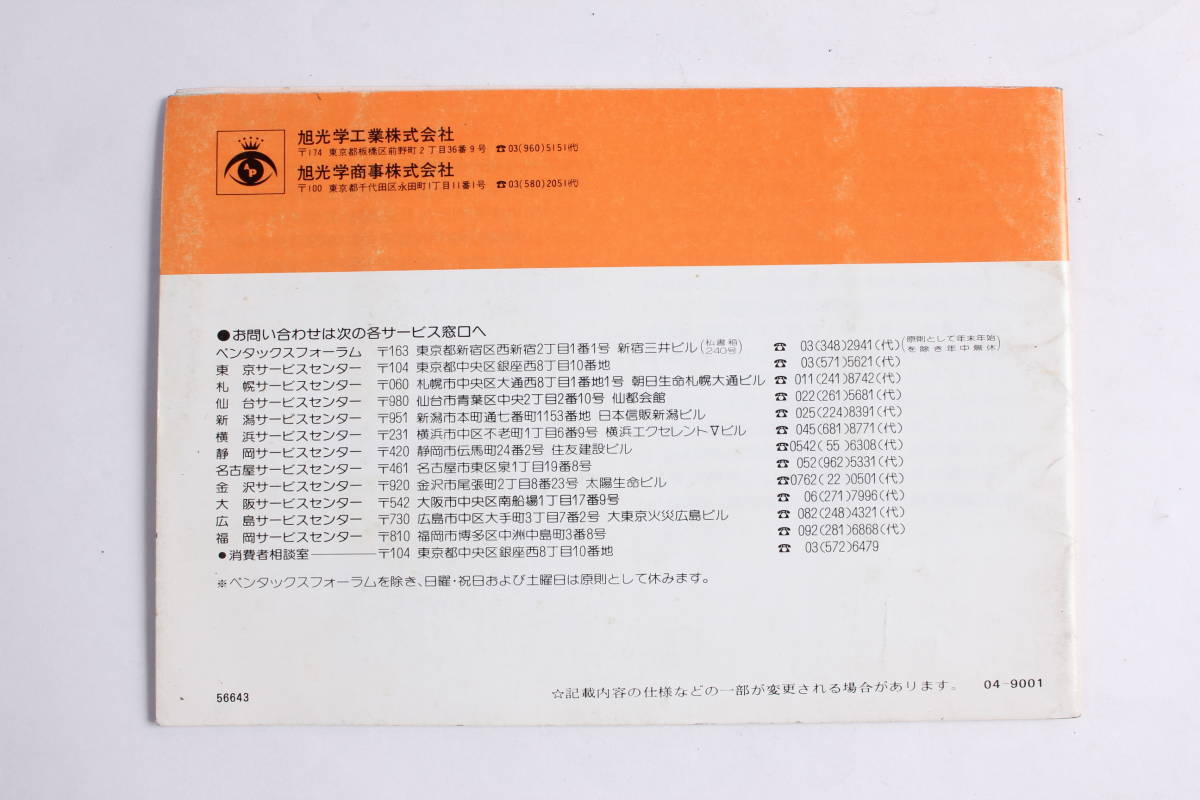 旭光学工業株式会社
〒174 東京都板橋区前野町2丁目36番9号 ☎03(960)5151(代)
旭光学商事株式会社
〒100 東京都千代田区永田町1丁目11番1号 ☎03(580)2051(代)
●お問い合わせは次の各サービス窓口へ
ペンタックスフォーラム 〒163 東京都新宿区西新宿2丁目1番1号 新宿三井ビル(私書箱240号) ☎ 03(348)2941(代)(原則として年末年始を除き年中無休)
東京サービスセンター 〒104 東京都中央区銀座西8丁目10番地 ☎ 03(571)5621(代)
札幌サービスセンター 〒060 札幌市中央区大通西8丁目1番地1号 朝日生命札幌大通ビル ☎ 011(241)8742(代)
仙台サービスセンター 〒980 仙台市青葉区中央2丁目2番10号 仙都会館 ☎ 022(261)5681(代)
新潟サービスセンター 〒951 新潟市本町通七番町1153番地 日本信販新潟ビル ☎ 025(224)8391(代)
横浜サービスセンター 〒231 横浜市中区不老町1丁目6番9号 横浜エクセレントⅤビル ☎ 045(681)8771(代)
静岡サービスセンター 〒420 静岡市伝馬町24番2号 住友建設ビル ☎0542(55)6308(代)
名古屋サービスセンター 〒461 名古屋市東区泉1丁目19番8号 ☎ 052(962)5331(代)
金沢サービスセンター 〒920 金沢市尾張町2丁目8番23号 太陽生命ビル ☎0762(22)0501(代)
大阪サービスセンター 〒542 大阪市中央区南船場1丁目17番9号 ☎ 06(271)7996(代)
広島サービスセンター 〒730 広島市中区大手町3丁目7番2号 大東京火災広島ビル ☎ 082(248)4321(代)
福岡サービスセンター 〒810 福岡市博多区中洲中島町3番8号 ☎ 092(281)6868(代)
●消費者相談室――― 〒104 東京都中央区銀座西8丁目10番地 ☎ 03(572)6479
※ペンタックスフォーラムを除き、日曜・祝日および土曜日は原則として休みます。
☆記載内容の仕様などの一部が変更される場合があります。 04-9001
56643